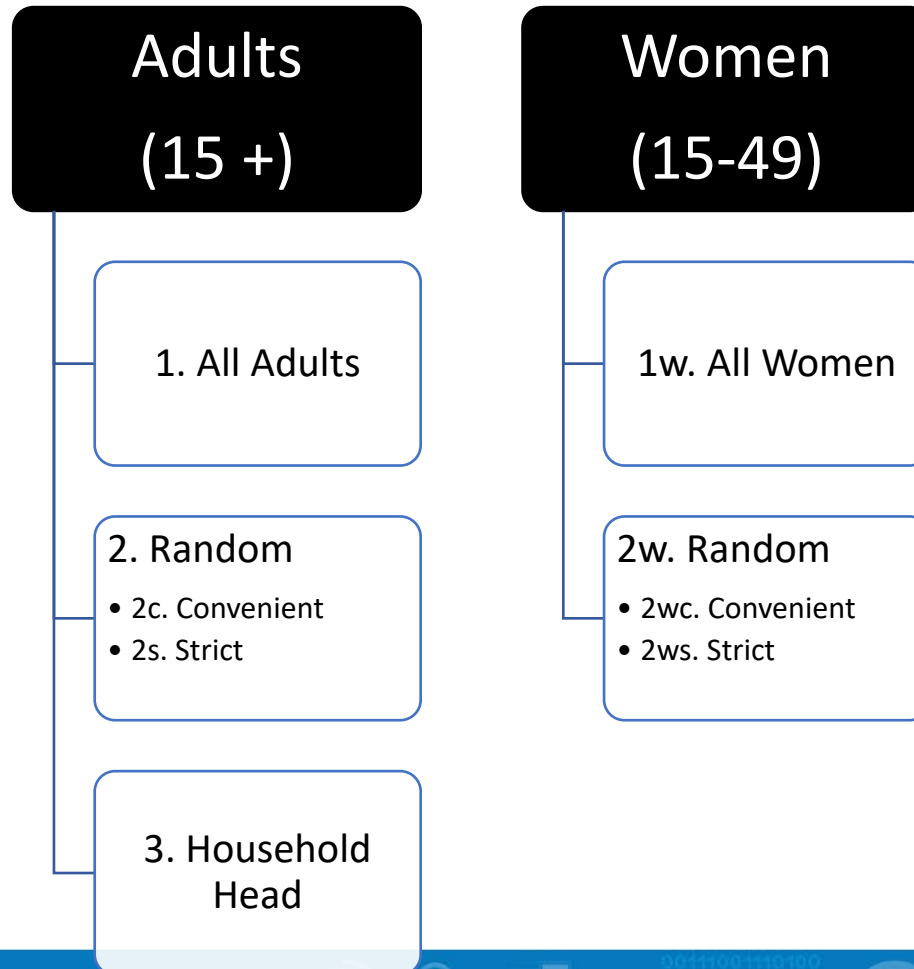 Adults
(15 +)
1. All Adults
2. Random
• 2c. Convenient
• 2s. Strict
3. Household
Head
Women
(15-49)
1w. All Women
2w. Random
• 2wc. Convenient
• 2ws. Strict
00111001110100